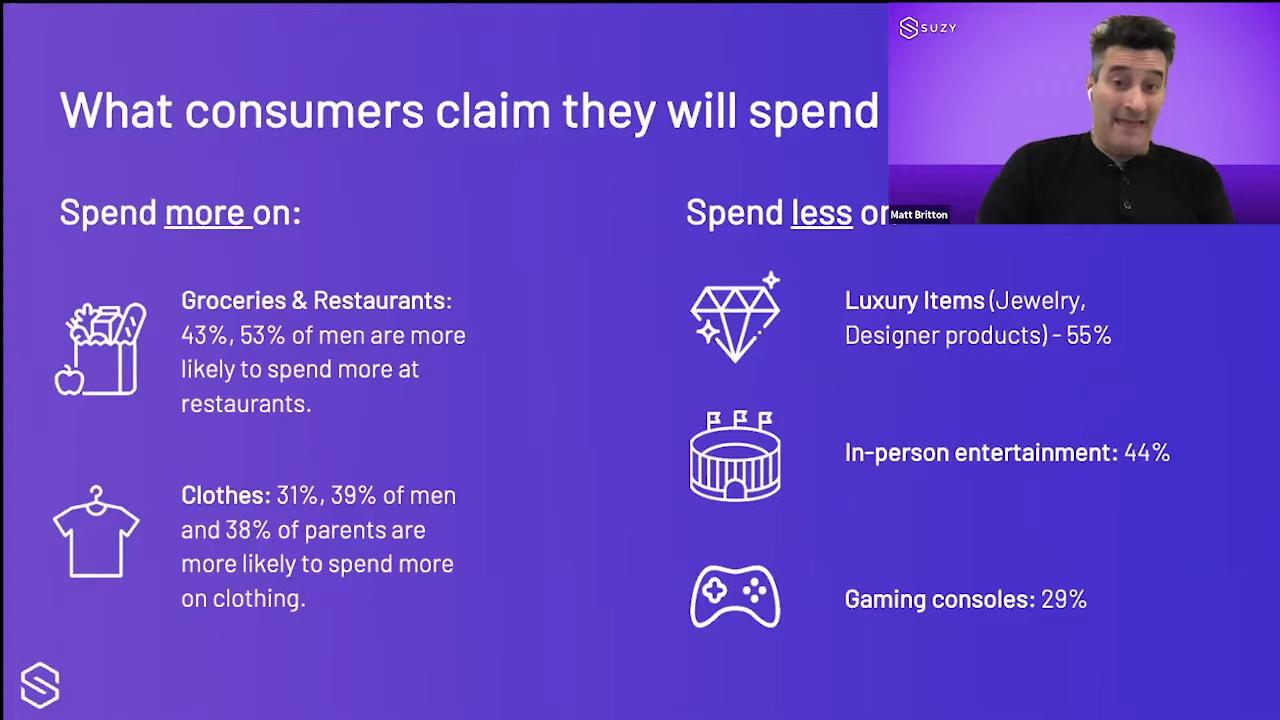 SUZY
What consumers claim they will spend
Spend more on:
Spend less
Matt Britton
Groceries & Restaurants:
43%, 53% of men are more
likely to spend more at
restaurants.
Clothes: 31%, 39% of men
and 38% of parents are
more likely to spend more
on clothing.
Luxury Items (Jewelry,
Designer products) - 55%
In-person entertainment: 44%
Gaming consoles: 29%